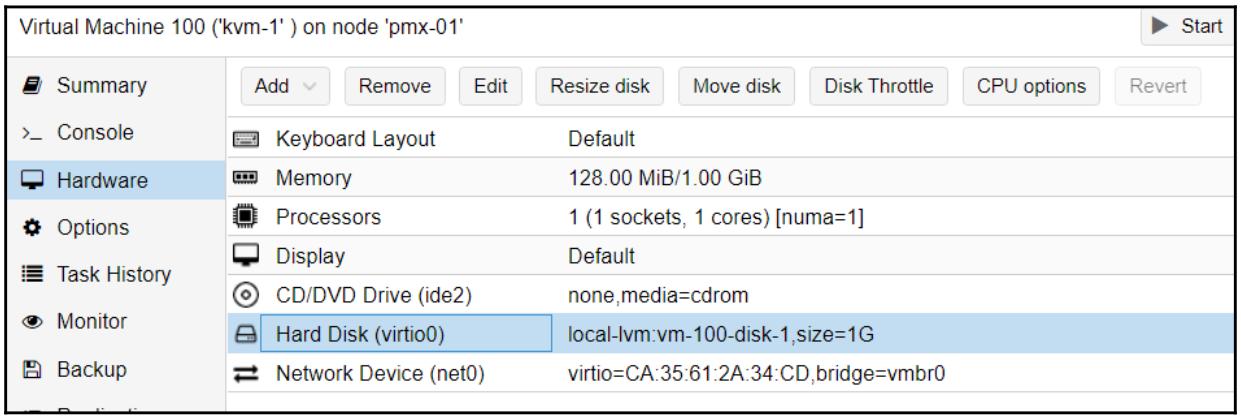 Virtual Machine 100 ('kvm-1' ) on node 'pmx-01'
Start
Summary
Console
Hardware
Options
Task History
Monitor
Backup
Add
Remove
Edit
Resize disk
Move disk
Disk Throttle
CPU options
Revert
Keyboard Layout Default
Memory 128.00 MiB/1.00 GiB
Processors 1 (1 sockets, 1 cores) [numa=1]
Display Default
CD/DVD Drive (ide2) none,media=cdrom
Hard Disk (virtio0) local-lvm:vm-100-disk-1,size=1G
Network Device (net0) virtio=CA:35:61:2A:34:CD,bridge=vmbr0